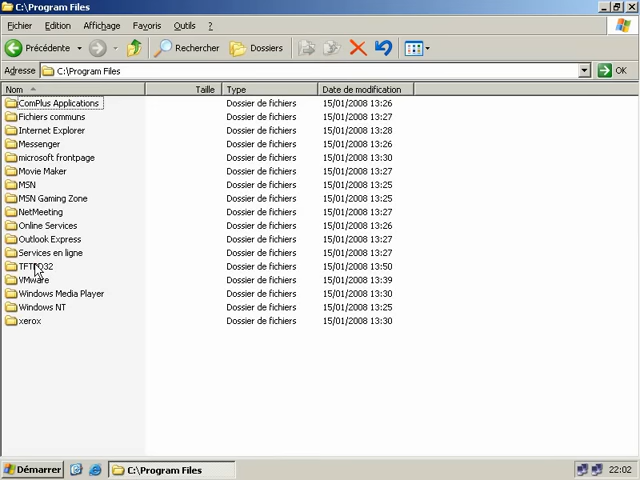 C:\Program Files
Fichier Edition Affichage Favoris Outils ?
Précédente Rechercher Dossiers
Adresse C:\Program Files OK
Nom Taille Type Date de modification
ComPlus Applications Dossier de fichiers 15/01/2008 13:26
Fichiers communs Dossier de fichiers 15/01/2008 13:27
Internet Explorer Dossier de fichiers 15/01/2008 13:28
Messenger Dossier de fichiers 15/01/2008 13:26
microsoft frontpage Dossier de fichiers 15/01/2008 13:30
Movie Maker Dossier de fichiers 15/01/2008 13:27
MSN Dossier de fichiers 15/01/2008 13:25
MSN Gaming Zone Dossier de fichiers 15/01/2008 13:25
NetMeeting Dossier de fichiers 15/01/2008 13:27
Online Services Dossier de fichiers 15/01/2008 13:26
Outlook Express Dossier de fichiers 15/01/2008 13:27
Services en ligne Dossier de fichiers 15/01/2008 13:27
Dossier de fichiers 15/01/2008 13:50
VMware Dossier de fichiers 15/01/2008 13:39
Windows Media Player Dossier de fichiers 15/01/2008 13:30
Windows NT Dossier de fichiers 15/01/2008 13:25
xerox Dossier de fichiers 15/01/2008 13:30
Démarrer C:\Program Files 22:02